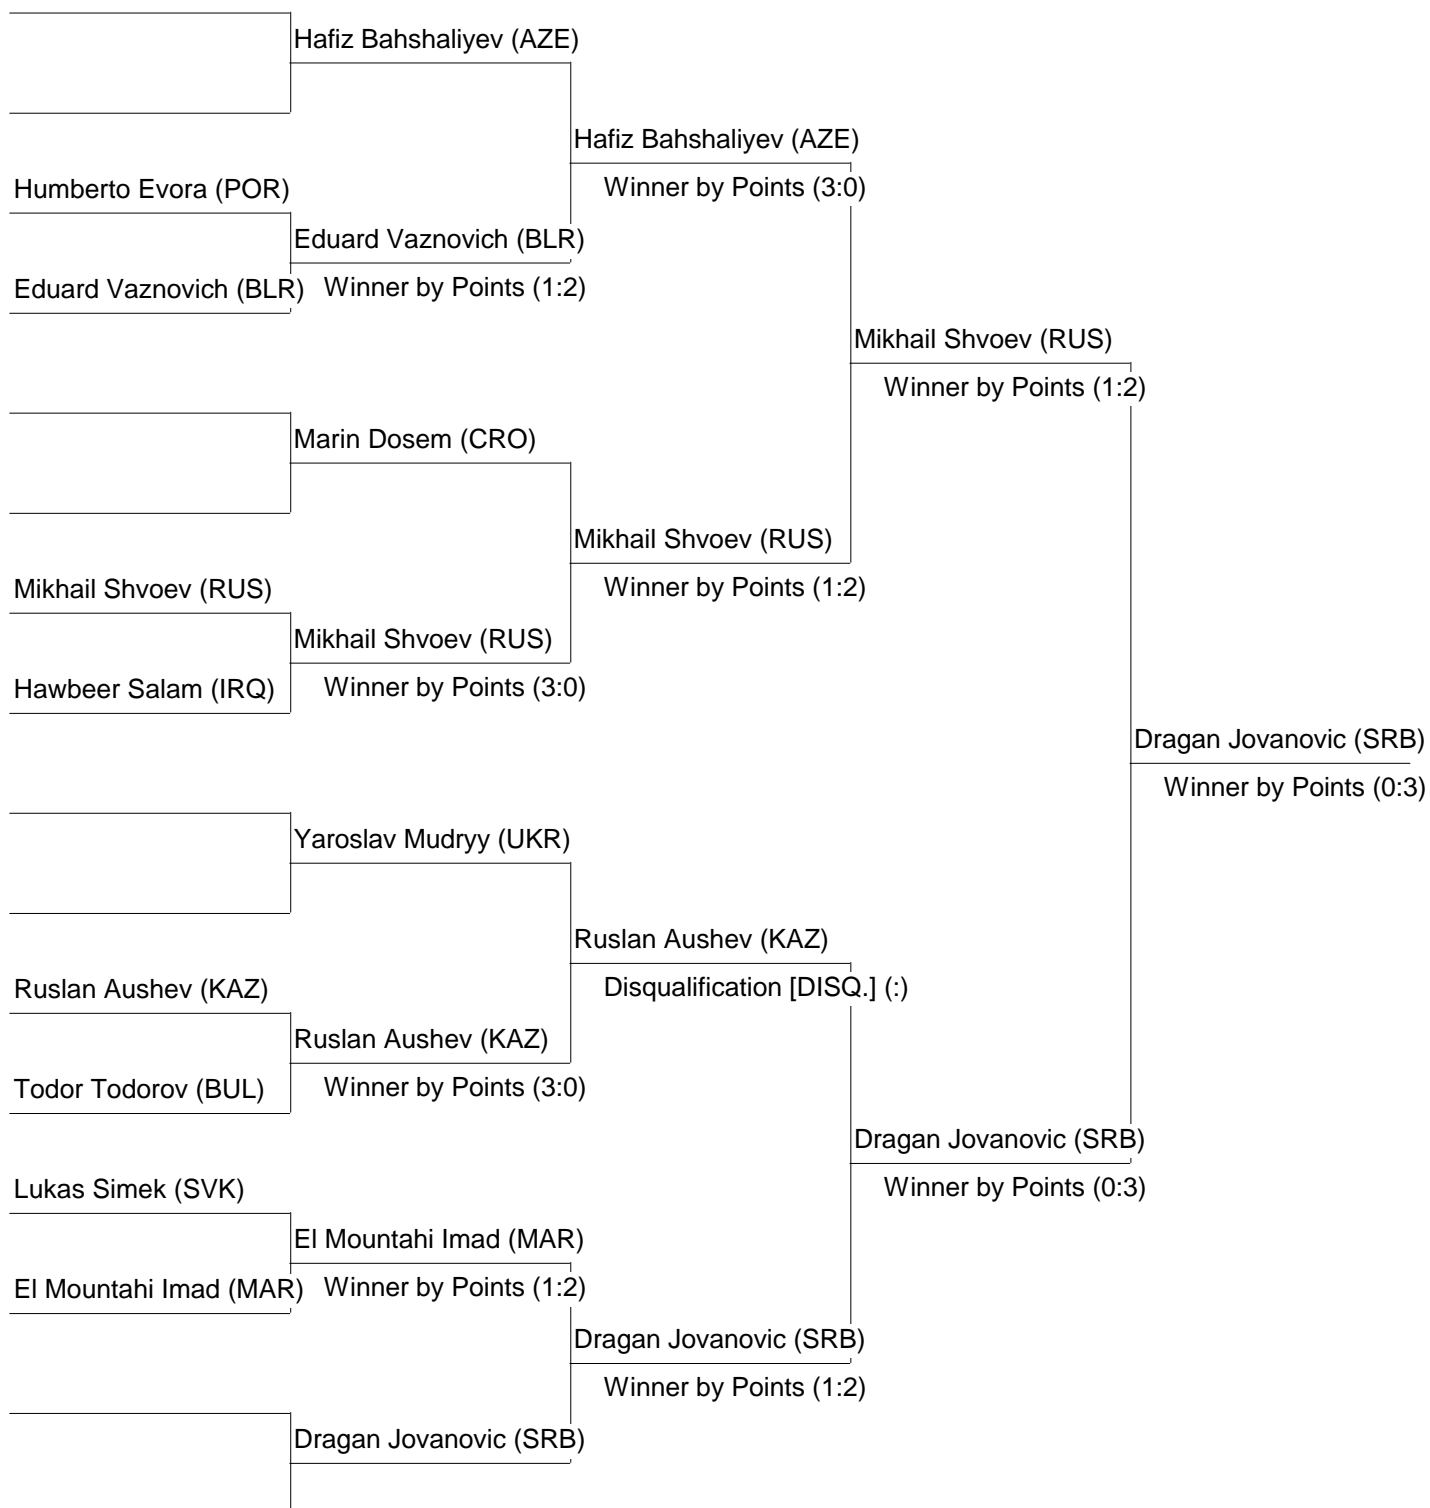 Hafiz Bahshaliyev (AZE)
Hafiz Bahshaliyev (AZE)
Winner by Points (3:0)
Humberto Evora (POR)
Eduard Vaznovich (BLR)
Eduard Vaznovich (BLR)
Winner by Points (1:2)
Mikhail Shvoev (RUS)
Winner by Points (1:2)
Marin Dosem (CRO)
Mikhail Shvoev (RUS)
Winner by Points (1:2)
Mikhail Shvoev (RUS)
Mikhail Shvoev (RUS)
Hawbeer Salam (IRQ)
Winner by Points (3:0)
Dragan Jovanovic (SRB)
Winner by Points (0:3)
Yaroslav Mudryy (UKR)
Ruslan Aushev (KAZ)
Disqualification [DISQ.] (:)
Ruslan Aushev (KAZ)
Ruslan Aushev (KAZ)
Todor Todorov (BUL)
Winner by Points (3:0)
Dragan Jovanovic (SRB)
Winner by Points (0:3)
Lukas Simek (SVK)
El Mountahi Imad (MAR)
El Mountahi Imad (MAR)
Winner by Points (1:2)
Dragan Jovanovic (SRB)
Winner by Points (1:2)
Dragan Jovanovic (SRB)